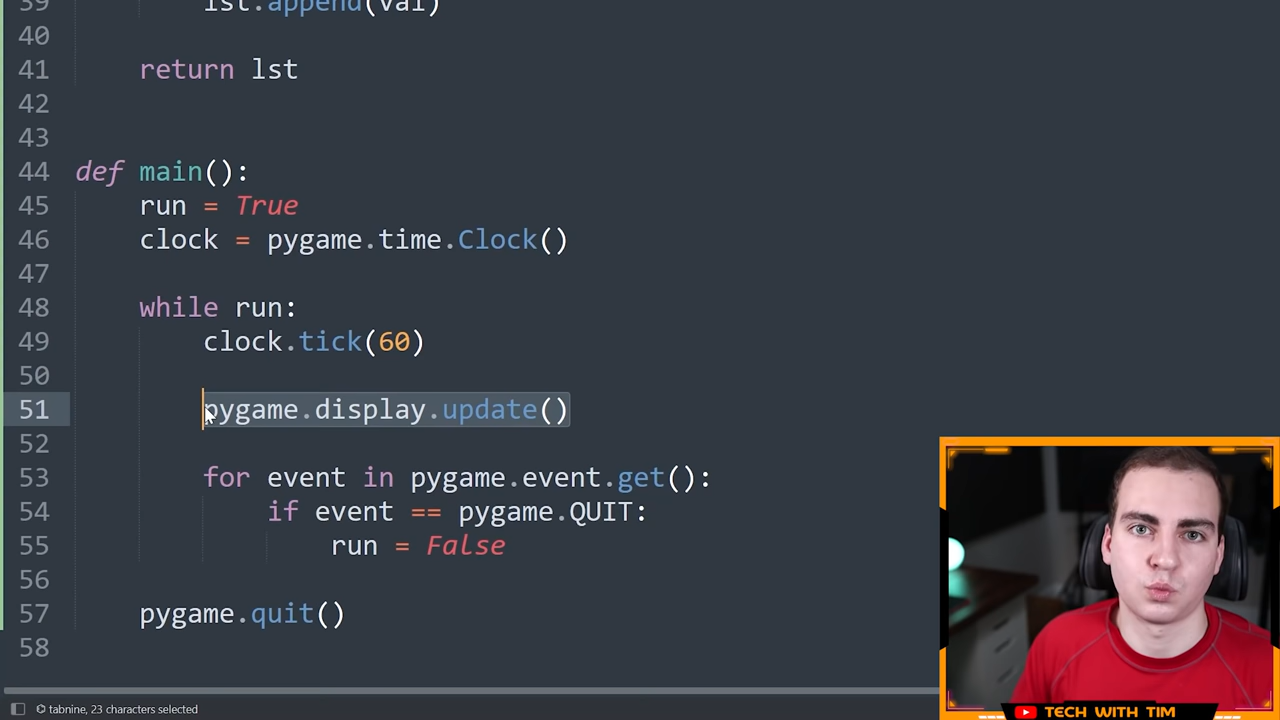 39 lst.append(val)
40
41 return lst
42
43
44 def main():
45 run = True
46 clock = pygame.time.Clock()
47
48 while run:
49 clock.tick(60)
50
51 pygame.display.update()
52
53 for event in pygame.event.get():
54 if event == pygame.QUIT:
55 run = False
56
57 pygame.quit()
58
tabnine, 23 characters selected
TECH WITH TIM